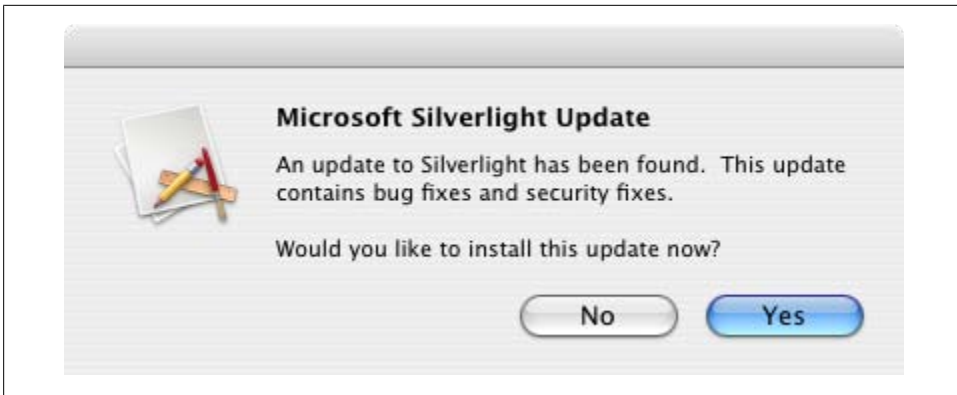 Microsoft Silverlight Update
An update to Silverlight has been found.  This update
contains bug fixes and security fixes.
Would you like to install this update now?
No
Yes